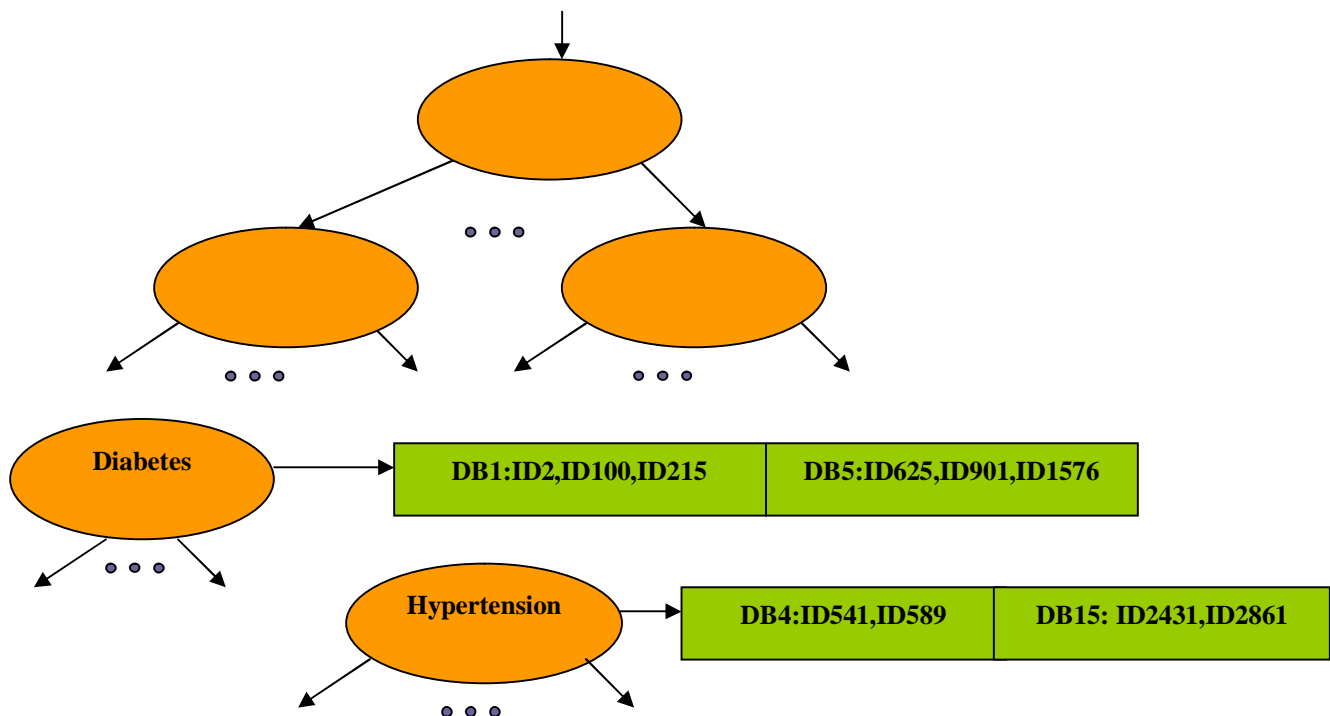 Diabetes
DB1:ID2,ID100,ID215
DB5:ID625,ID901,ID1576
Hypertension
DB4:ID541,ID589
DB15: ID2431,ID2861